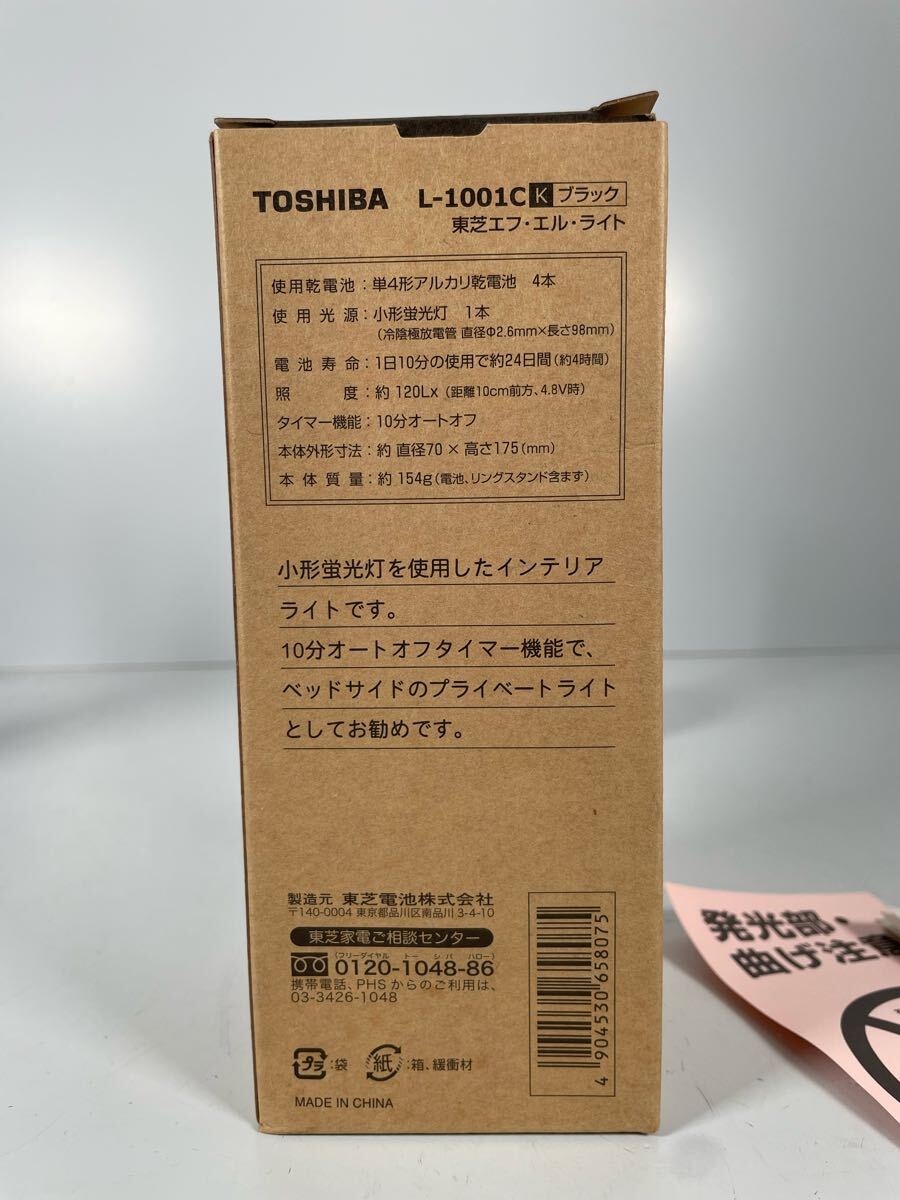 TOSHIBA L-1001C K ブラック
東芝エフ・エル・ライト
使用乾電池：単4形アルカリ乾電池 4本
使用光源：小形蛍光灯 1本
（冷陰極放電管 直径Φ2.6mm×長さ98mm）
電池寿命：1日10分の使用で約24日間（約4時間）
照度：約 120Lx（距離10cm前方、4.8V時）
タイマー機能：10分オートオフ
本体外形寸法：約 直径70 × 高さ175（mm）
本体質量：約 154g（電池、リングスタンド含まず）
小形蛍光灯を使用したインテリア
ライトです。
10分オートオフタイマー機能で、
ベッドサイドのプライベートライト
としてお勧めです。
製造元 東芝電池株式会社
〒140-0004 東京都品川区南品川 3-4-10
東芝家電ご相談センター
（フリーダイヤル トー シバ ハロー）
0120-1048-86
携帯電話、PHSからのご利用は、
03-3426-1048
プラ：袋 紙：箱、緩衝材
MADE IN CHINA
4 904530 658075
発光部・
曲げ注意